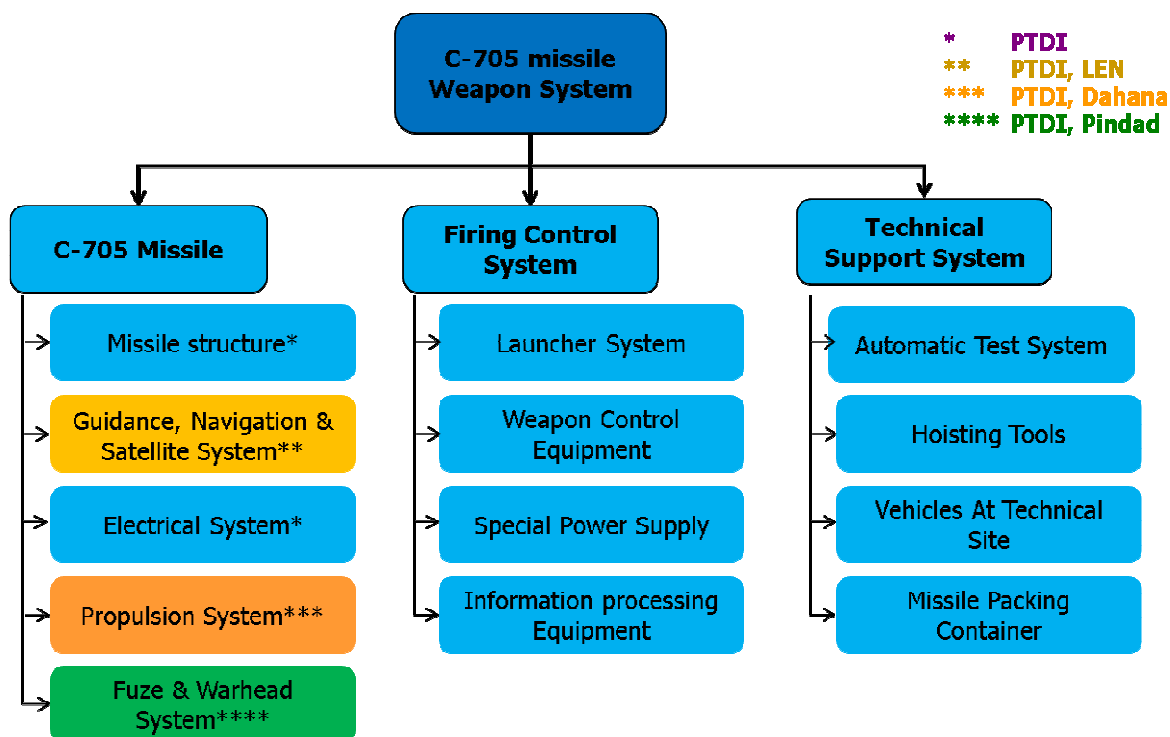 C-705 missile
Weapon System
* PTDI
** PTDI, LEN
*** PTDI, Dahana
**** PTDI, Pindad
C-705 Missile
Missile structure*
Guidance, Navigation &
Satellite System**
Electrical System*
Propulsion System***
Fuze & Warhead
System****
Firing Control
System
Launcher System
Weapon Control
Equipment
Special Power Supply
Information processing
Equipment
Technical
Support System
Automatic Test System
Hoisting Tools
Vehicles At Technical
Site
Missile Packing
Container